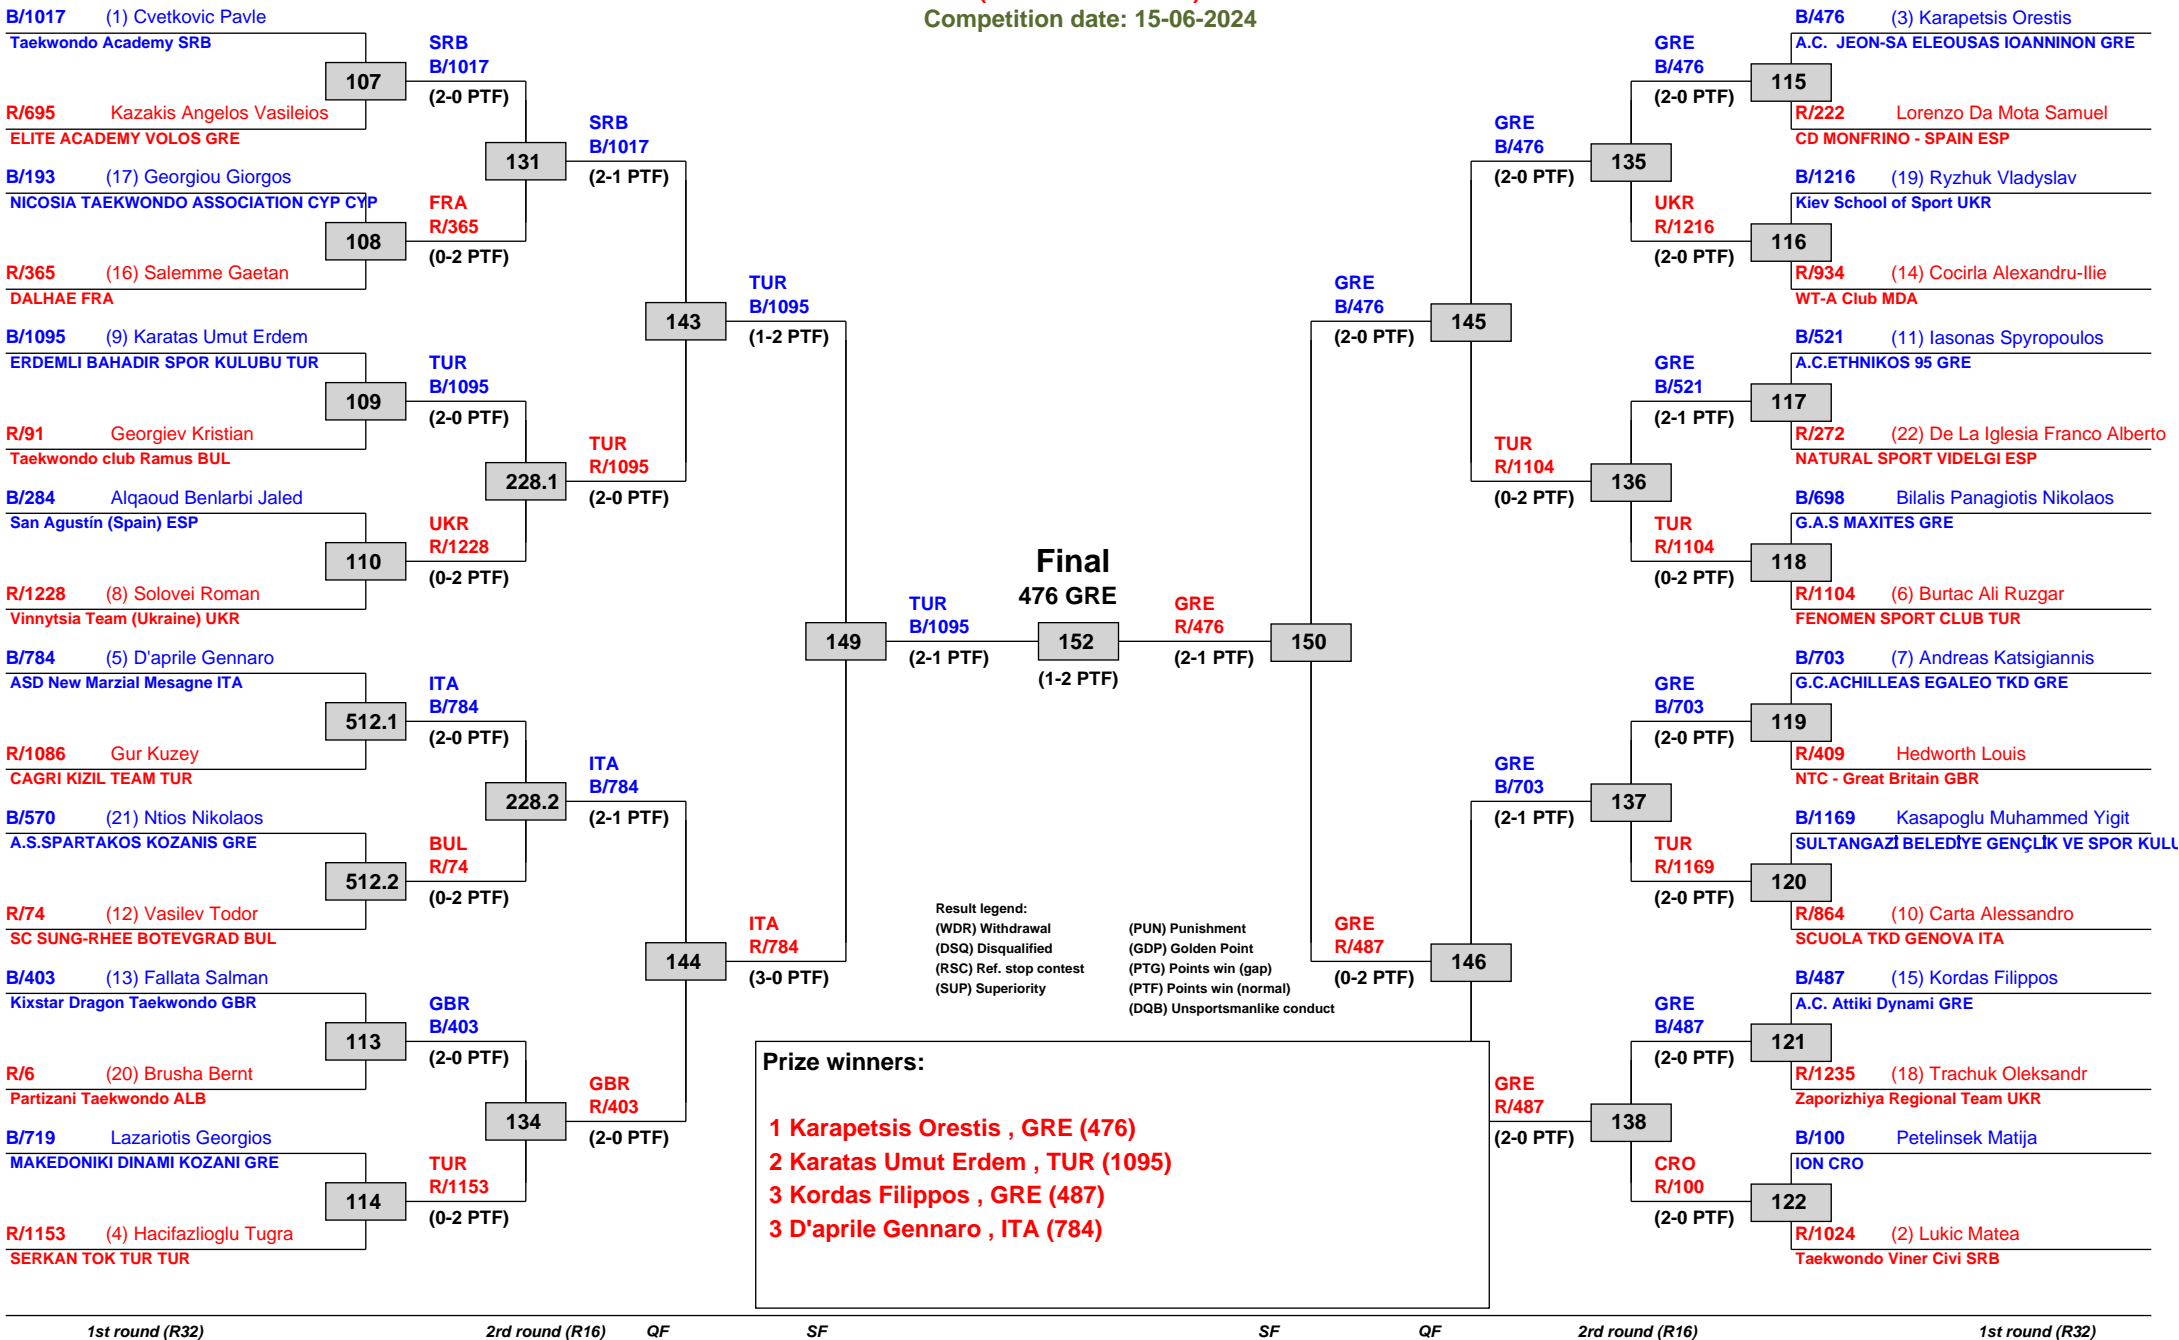 Competition date: 15-06-2024
B/1017 (1) Cvetkovic Pavle
Taekwondo Academy SRB
107
R/695 Kazakis Angelos Vasileios
ELITE ACADEMY VOLOS GRE
B/193 (17) Georgiou Giorgos
NICOSIA TAEKWONDO ASSOCIATION CYP CYP
108
R/365 (16) Salemme Gaetan
DALHAE FRA
B/1095 (9) Karatas Umut Erdem
ERDEMLI BAHADIR SPOR KULUBU TUR
109
R/91 Georgiev Kristian
Taekwondo club Ramus BUL
B/284 Alqaoud Benlarbi Jaled
San Agustín (Spain) ESP
110
R/1228 (8) Solovei Roman
Vinnytsia Team (Ukraine) UKR
B/784 (5) D'aprile Gennaro
ASD New Marzial Mesagne ITA
512.1
R/1086 Gur Kuzey
CAGRI KIZIL TEAM TUR
B/570 (21) Ntios Nikolaos
A.S.SPARTAKOS KOZANIS GRE
512.2
R/74 (12) Vasilev Todor
SC SUNG-RHEE BOTEVGRAD BUL
B/403 (13) Fallata Salman
Kixstar Dragon Taekwondo GBR
113
R/6 (20) Brusha Bernt
Partizani Taekwondo ALB
B/719 Lazariotis Georgios
MAKEDONIKI DINAMI KOZANI GRE
114
R/1153 (4) Hacifazlioglu Tugra
SERKAN TOK TUR TUR
SRB
B/1017
(2-0 PTF)
131
FRA
R/365
(0-2 PTF)
TUR
B/1095
(2-0 PTF)
228.1
UKR
R/1228
(0-2 PTF)
ITA
B/784
(2-0 PTF)
228.2
BUL
R/74
(0-2 PTF)
GBR
B/403
(2-0 PTF)
134
TUR
R/1153
(0-2 PTF)
SRB
B/1017
(2-1 PTF)
143
TUR
R/1095
(2-0 PTF)
ITA
B/784
(2-1 PTF)
144
GBR
R/403
(2-0 PTF)
TUR
B/1095
(1-2 PTF)
149
ITA
R/784
(3-0 PTF)
TUR
B/1095
(2-1 PTF)
Final
476 GRE
152
(1-2 PTF)
GRE
R/476
(2-1 PTF)
150
GRE
B/476
(2-0 PTF)
145
GRE
R/487
(0-2 PTF)
146
GRE
B/476
(2-0 PTF)
135
TUR
R/1104
(0-2 PTF)
136
GRE
B/703
(2-1 PTF)
137
GRE
R/487
(2-0 PTF)
138
GRE
B/476
(2-0 PTF)
UKR
R/1216
(2-0 PTF)
GRE
B/521
(2-1 PTF)
TUR
R/1104
(0-2 PTF)
GRE
B/703
(2-0 PTF)
TUR
R/1169
(2-0 PTF)
GRE
B/487
(2-0 PTF)
CRO
R/100
(2-0 PTF)
B/476 (3) Karapetsis Orestis
A.C. JEON-SA ELEOUSAS IOANNINON GRE
115
R/222 Lorenzo Da Mota Samuel
CD MONFRINO - SPAIN ESP
B/1216 (19) Ryzhuk Vladyslav
Kiev School of Sport UKR
116
R/934 (14) Cocirla Alexandru-Ilie
WT-A Club MDA
B/521 (11) Iasonas Spyropoulos
A.C.ETHNIKOS 95 GRE
117
R/272 (22) De La Iglesia Franco Alberto
NATURAL SPORT VIDELGI ESP
B/698 Bilalis Panagiotis Nikolaos
G.A.S MAXITES GRE
118
R/1104 (6) Burtac Ali Ruzgar
FENOMEN SPORT CLUB TUR
B/703 (7) Andreas Katsigiannis
G.C.ACHILLEAS EGALEO TKD GRE
119
R/409 Hedworth Louis
NTC - Great Britain GBR
B/1169 Kasapoglu Muhammed Yigit
SULTANGAZİ BELEDİYE GENÇLİK VE SPOR KULU
120
R/864 (10) Carta Alessandro
SCUOLA TKD GENOVA ITA
B/487 (15) Kordas Filippos
A.C. Attiki Dynami GRE
121
R/1235 (18) Trachuk Oleksandr
Zaporizhiya Regional Team UKR
B/100 Petelinsek Matija
ION CRO
122
R/1024 (2) Lukic Matea
Taekwondo Viner Civi SRB
Result legend:
(WDR) Withdrawal (PUN) Punishment
(DSQ) Disqualified (GDP) Golden Point
(RSC) Ref. stop contest (PTG) Points win (gap)
(SUP) Superiority (PTF) Points win (normal)
(DQB) Unsportsmanlike conduct
Prize winners:
1 Karapetsis Orestis , GRE (476)
2 Karatas Umut Erdem , TUR (1095)
3 Kordas Filippos , GRE (487)
3 D'aprile Gennaro , ITA (784)
1st round (R32) 2rd round (R16) QF SF SF QF 2rd round (R16) 1st round (R32)